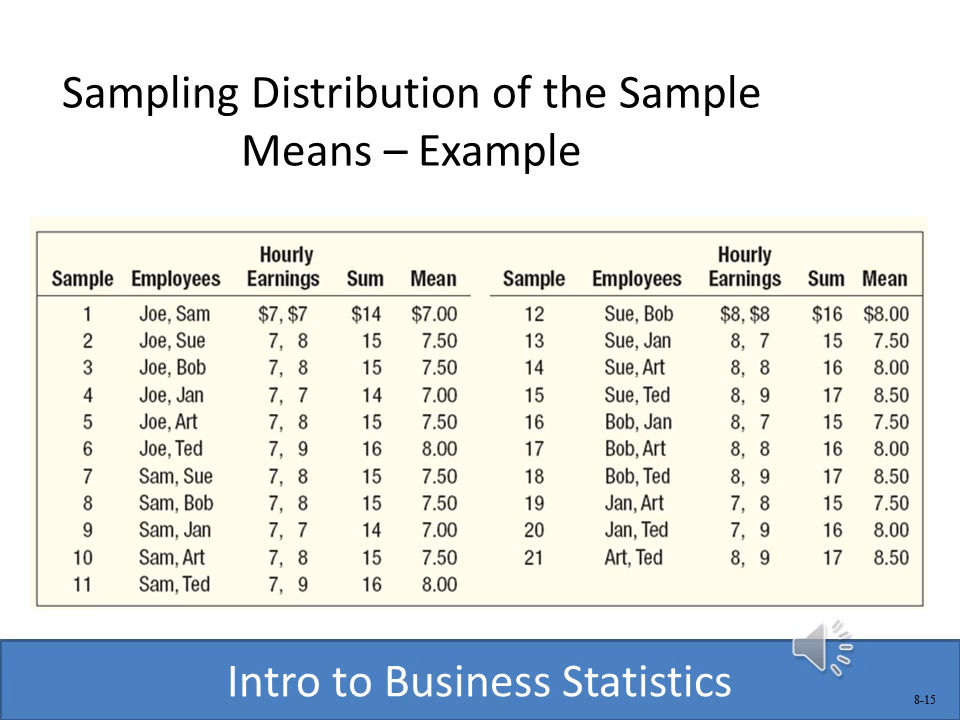 Sampling Distribution of the Sample
Means – Example
Hourly Hourly
Sample Employees Earnings Sum Mean Sample Employees Earnings Sum Mean
1 Joe, Sam $7, $7 $14 $7.00 12 Sue, Bob $8, $8 $16 $8.00
2 Joe, Sue 7, 8 15 7.50 13 Sue, Jan 8, 7 15 7.50
3 Joe, Bob 7, 8 15 7.50 14 Sue, Art 8, 8 16 8.00
4 Joe, Jan 7, 7 14 7.00 15 Sue, Ted 8, 9 17 8.50
5 Joe, Art 7, 8 15 7.50 16 Bob, Jan 8, 7 15 7.50
6 Joe, Ted 7, 9 16 8.00 17 Bob, Art 8, 8 16 8.00
7 Sam, Sue 7, 8 15 7.50 18 Bob, Ted 8, 9 17 8.50
8 Sam, Bob 7, 8 15 7.50 19 Jan, Art 7, 8 15 7.50
9 Sam, Jan 7, 7 14 7.00 20 Jan, Ted 7, 9 16 8.00
10 Sam, Art 7, 8 15 7.50 21 Art, Ted 8, 9 17 8.50
11 Sam, Ted 7, 9 16 8.00
Intro to Business Statistics
8-15